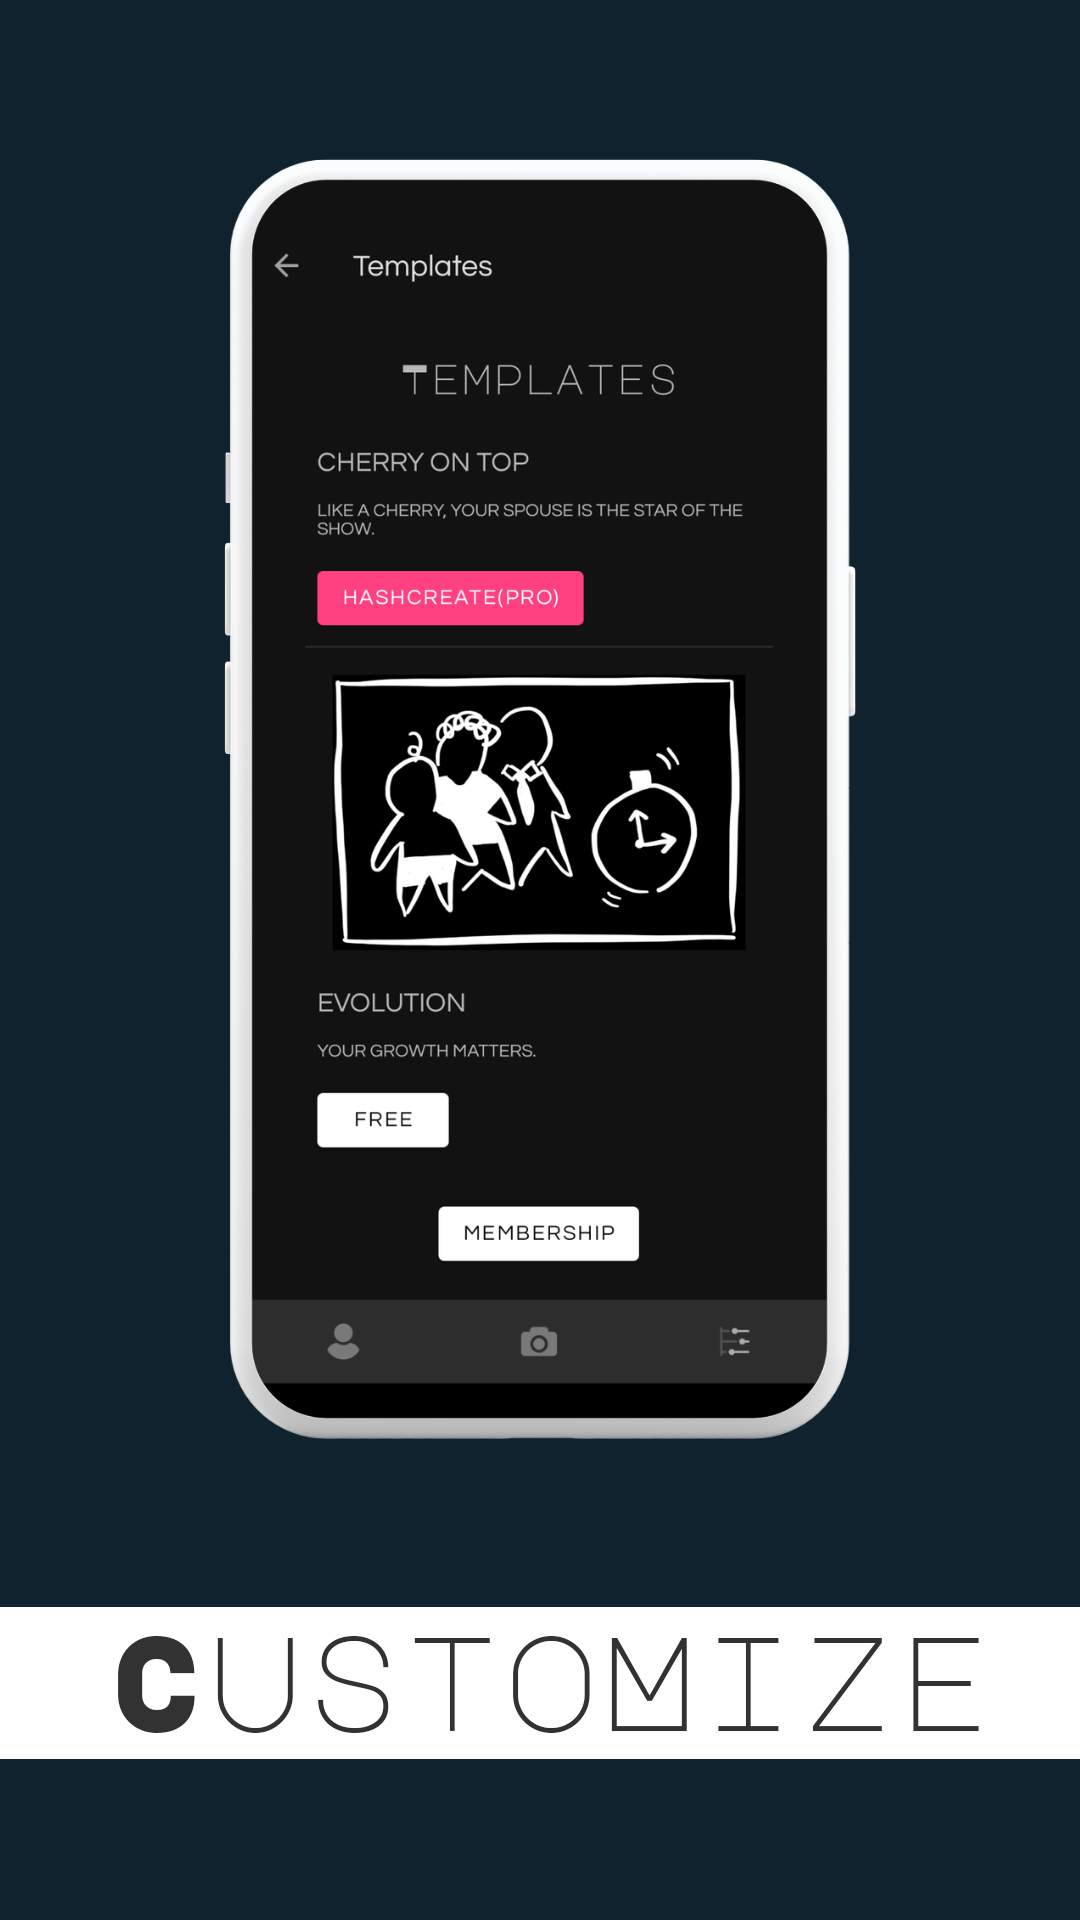 Templates
TEMPLATES
CHERRY ON TOP
LIKE A CHERRY, YOUR SPOUSE IS THE STAR OF THE
SHOW.
HASHCREATE(PRO)
EVOLUTION
YOUR GROWTH MATTERS.
FREE
MEMBERSHIP
CUSTOMIZE